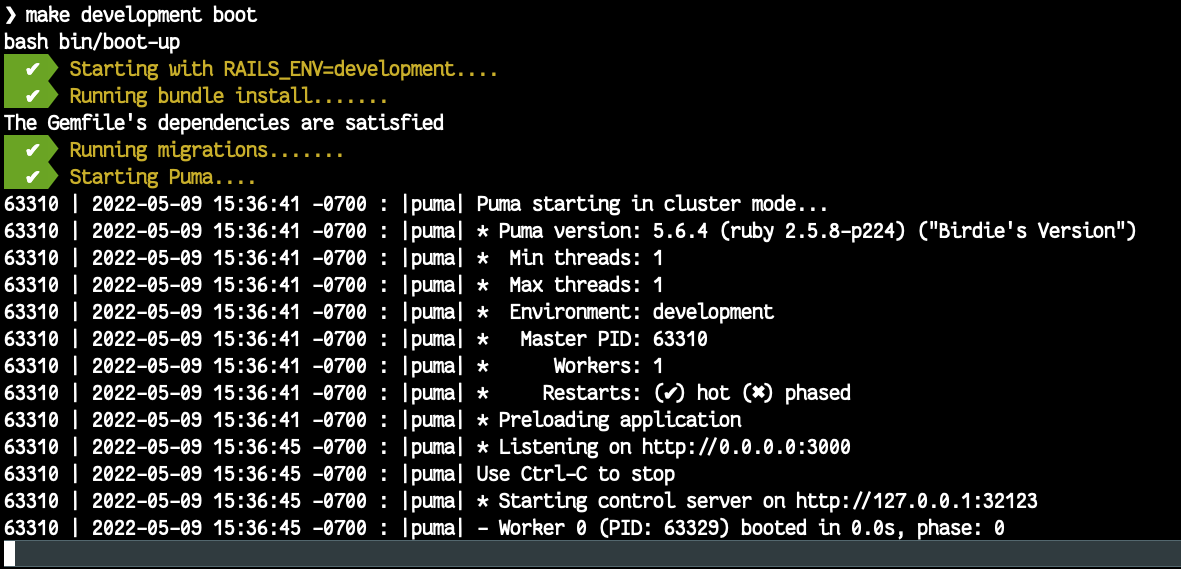 ❯ make development boot
bash bin/boot-up
✔ Starting with RAILS_ENV=development....
✔ Running bundle install.......
The Gemfile's dependencies are satisfied
✔ Running migrations.......
✔ Starting Puma....
63310 | 2022-05-09 15:36:41 -0700 : |puma| Puma starting in cluster mode...
63310 | 2022-05-09 15:36:41 -0700 : |puma| * Puma version: 5.6.4 (ruby 2.5.8-p224) ("Birdie's Version")
63310 | 2022-05-09 15:36:41 -0700 : |puma| *  Min threads: 1
63310 | 2022-05-09 15:36:41 -0700 : |puma| *  Max threads: 1
63310 | 2022-05-09 15:36:41 -0700 : |puma| *  Environment: development
63310 | 2022-05-09 15:36:41 -0700 : |puma| *   Master PID: 63310
63310 | 2022-05-09 15:36:41 -0700 : |puma| *      Workers: 1
63310 | 2022-05-09 15:36:41 -0700 : |puma| *     Restarts: (✔) hot (✖) phased
63310 | 2022-05-09 15:36:41 -0700 : |puma| * Preloading application
63310 | 2022-05-09 15:36:45 -0700 : |puma| * Listening on http://0.0.0.0:3000
63310 | 2022-05-09 15:36:45 -0700 : |puma| Use Ctrl-C to stop
63310 | 2022-05-09 15:36:45 -0700 : |puma| * Starting control server on http://127.0.0.1:32123
63310 | 2022-05-09 15:36:45 -0700 : |puma| - Worker 0 (PID: 63329) booted in 0.0s, phase: 0